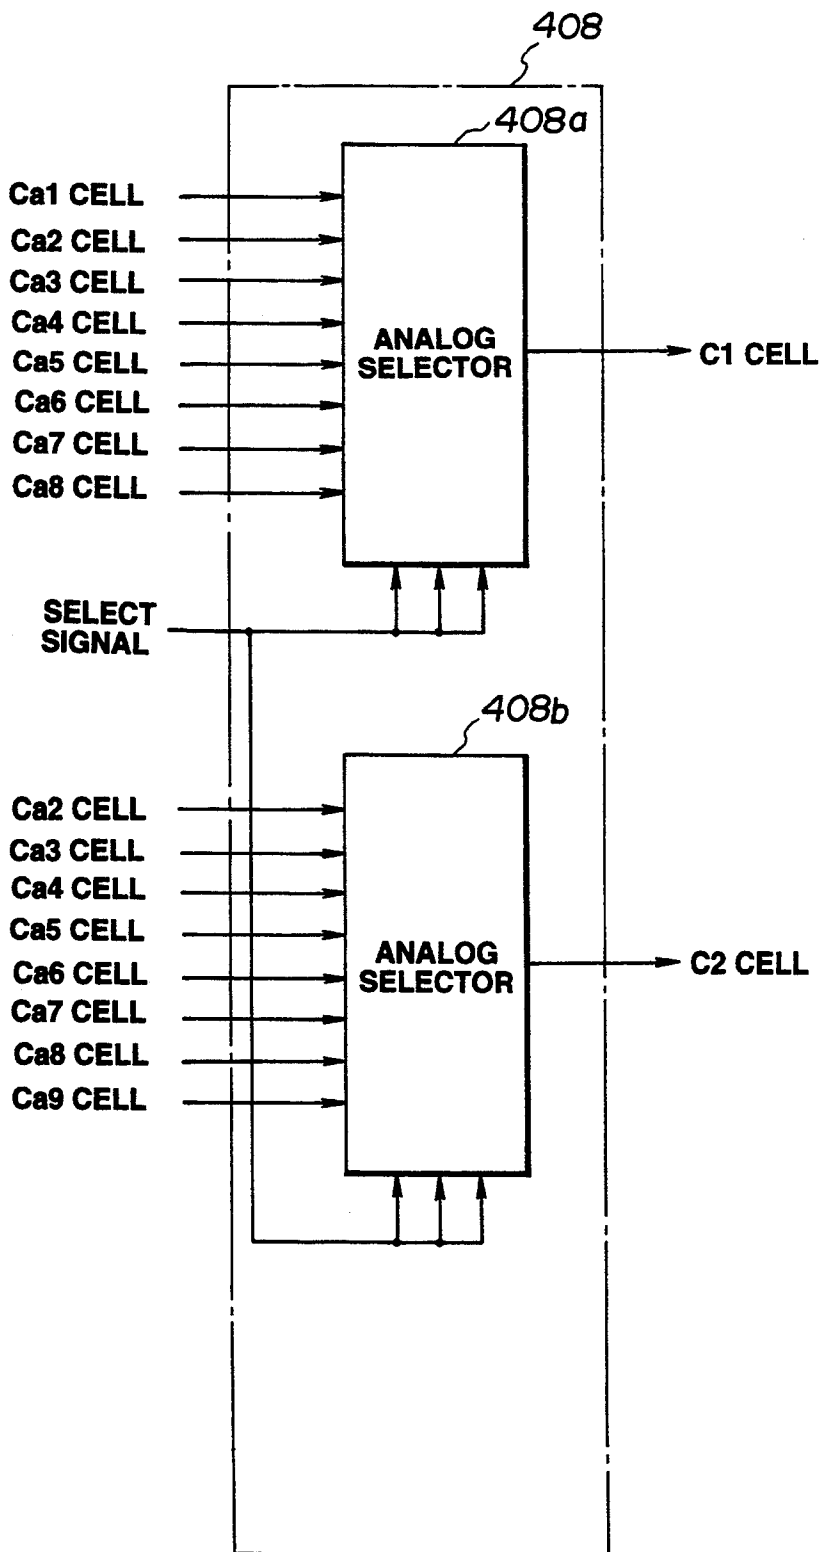 408
408a
Ca1 CELL
Ca2 CELL
Ca3 CELL
Ca4 CELL
Ca5 CELL
Ca6 CELL
Ca7 CELL
Ca8 CELL
ANALOG
SELECTOR
C1 CELL
SELECT
SIGNAL
408b
Ca2 CELL
Ca3 CELL
Ca4 CELL
Ca5 CELL
Ca6 CELL
Ca7 CELL
Ca8 CELL
Ca9 CELL
ANALOG
SELECTOR
C2 CELL